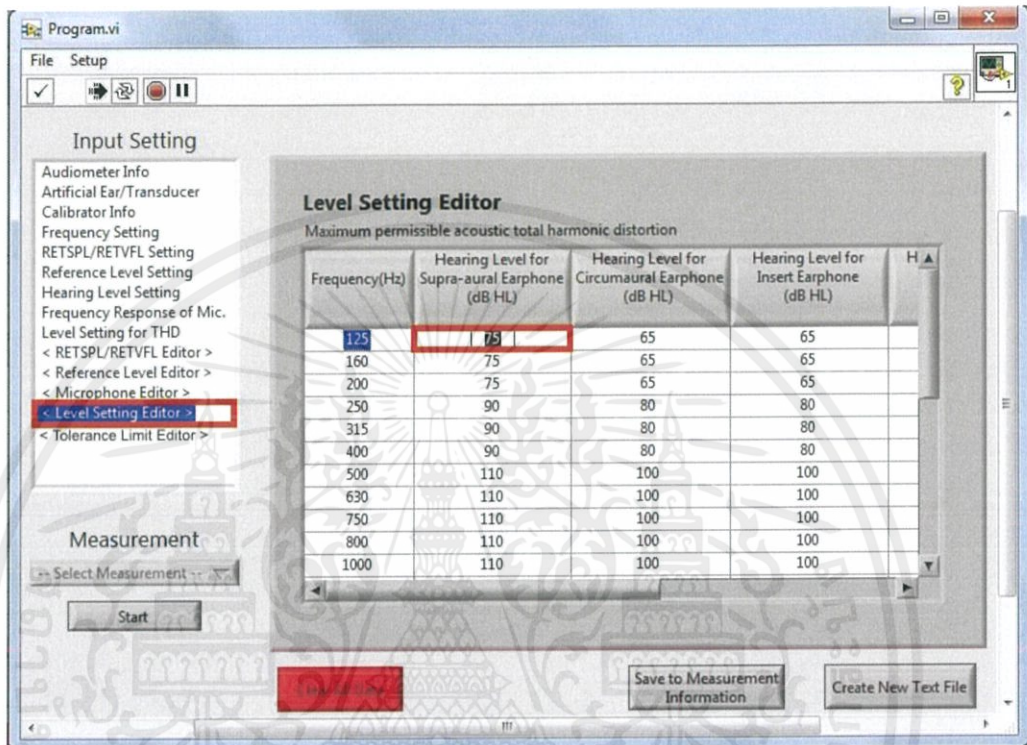 Program.vi
File Setup
1
Input Setting
Audiometer Info
Artificial Ear/Transducer
Calibrator Info
Frequency Setting
RETSPL/RETVFL Setting
Reference Level Setting
Hearing Level Setting
Frequency Response of Mic.
Level Setting for THD
< RETSPL/RETVFL Editor >
< Reference Level Editor >
< Microphone Editor >
< Level Setting Editor >
< Tolerance Limit Editor >
Measurement
-- Select Measurement --
Start
Level Setting Editor
Maximum permissible acoustic total harmonic distortion
Frequency(Hz) Hearing Level for Supra-aural Earphone (dB HL) Hearing Level for Circumaural Earphone (dB HL) Hearing Level for Insert Earphone (dB HL) H
125 75 65 65
160 75 65 65
200 75 65 65
250 90 80 80
315 90 80 80
400 90 80 80
500 110 100 100
630 110 100 100
750 110 100 100
800 110 100 100
1000 110 100 100
Save to Measurement
Information
Create New Text File